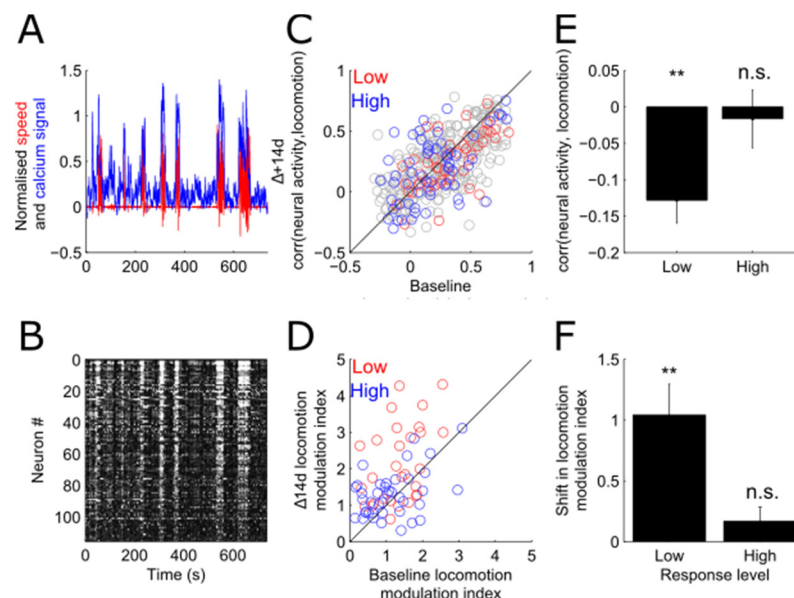 A
Normalised speed
and calcium signal
1.5
1
0.5
0
−0.5
0
200
400
600
C
Low
High
Δ+14d
corr(neural activity,locomotion)
1
0.5
0
−0.5
−0.5
0
0.5
1
Baseline
E
**
n.s.
corr(neural activity, locomotion)
0.05
0
−0.05
−0.1
−0.15
−0.2
Low
High
B
Neuron #
0
20
40
60
80
100
0
200
400
600
Time (s)
D
Low
High
Δ14d locomotion
modulation index
5
4
3
2
1
0
0
1
2
3
4
5
Baseline locomotion
modulation index
F
**
n.s.
Shift in locomotion
modulation index
1.5
1
0.5
0
Low
High
Response level